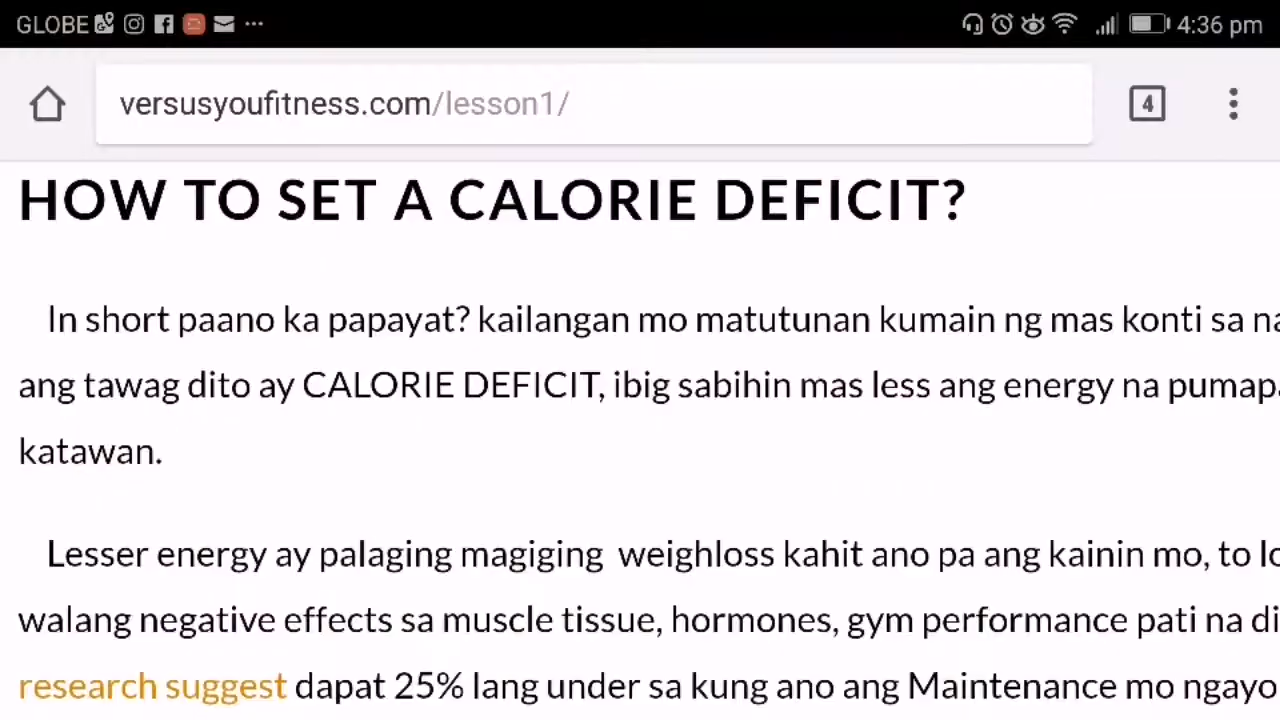 GLOBE 4:36 pm
versusyoufitness.com/lesson1/ 4
HOW TO SET A CALORIE DEFICIT?
In short paano ka papayat? kailangan mo matutunan kumain ng mas konti sa na
ang tawag dito ay CALORIE DEFICIT, ibig sabihin mas less ang energy na pumapa
katawan.
Lesser energy ay palaging magiging weighloss kahit ano pa ang kainin mo, to lo
walang negative effects sa muscle tissue, hormones, gym performance pati na di
research suggest dapat 25% lang under sa kung ano ang Maintenance mo ngayo